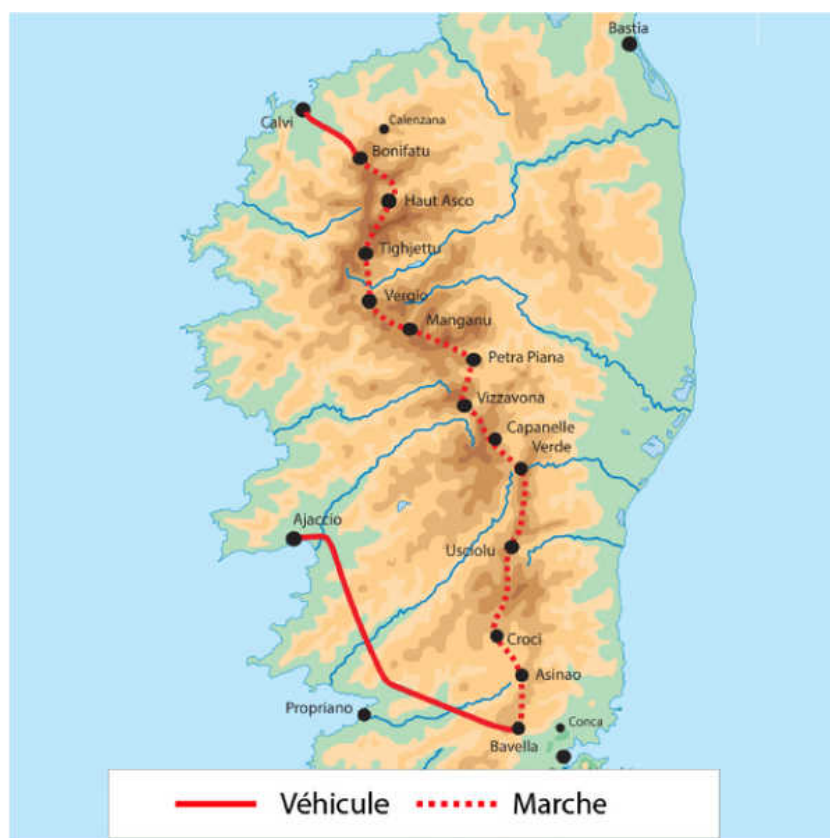 Bastia
Calvi
Calenzana
Bonifatu
Haut Asco
Tighjettu
Vergio
Manganu
Petra Piana
Vizzavona
Capanelle
Verde
Ajaccio
Usciolu
Croci
Asinao
Propriano
Conca
Bavella
Véhicule
Marche